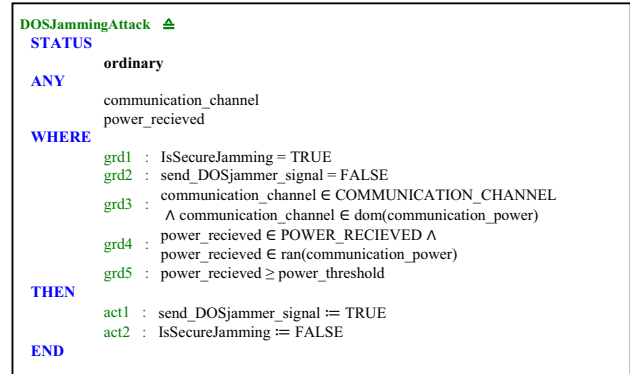 DOSJammingAttack ≙
STATUS
ordinary
ANY
communication_channel
power_recieved
WHERE
grd1 : IsSecureJamming = TRUE
grd2 : send_DOSjammer_signal = FALSE
grd3 : communication_channel ∈ COMMUNICATION_CHANNEL
∧ communication_channel ∈ dom(communication_power)
grd4 : power_recieved ∈ POWER_RECIEVED ∧
power_recieved ∈ ran(communication_power)
grd5 : power_recieved ≥ power_threshold
THEN
act1 : send_DOSjammer_signal ≔ TRUE
act2 : IsSecureJamming ≔ FALSE
END